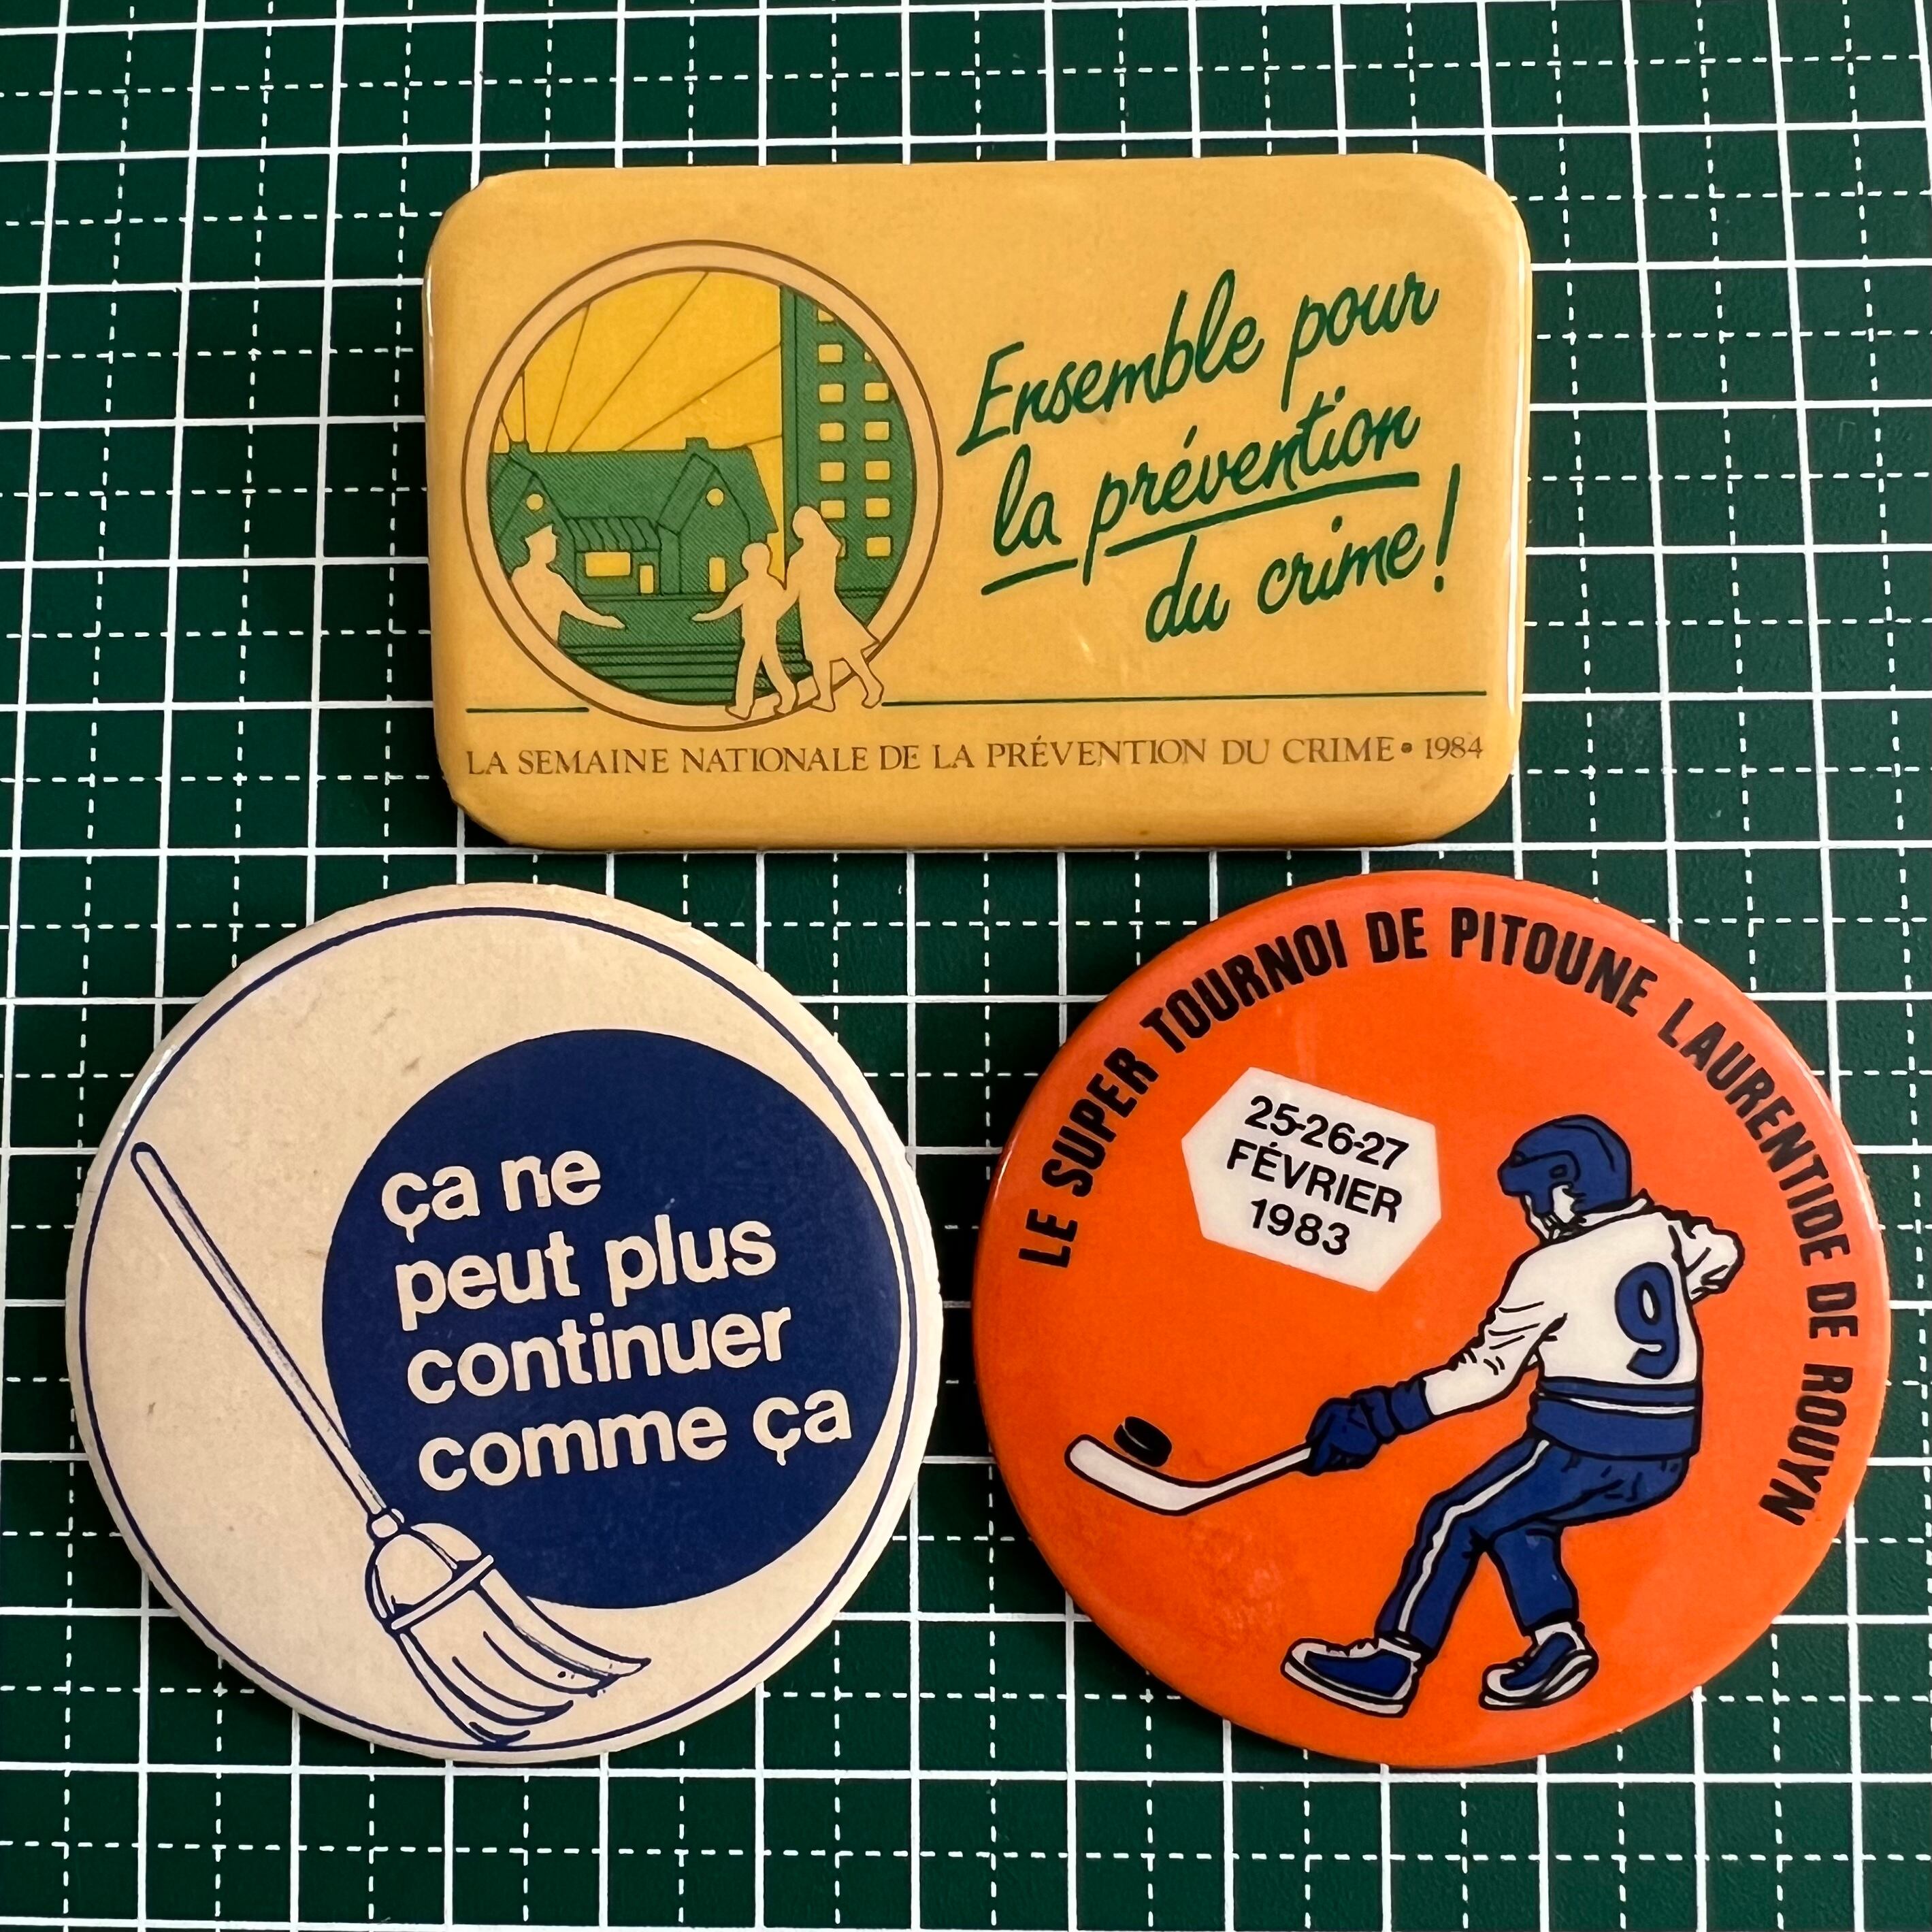 Ensemble pour
la prévention
du crime!
LA SEMAINE NATIONALE DE LA PRÉVENTION DU CRIME • 1984
ça ne
peut plus
continuer
comme ça
LE SUPER TOURNOI DE PITOUNE LAURENTIDE DE ROUYN
25-26-27
FÉVRIER
1983
9